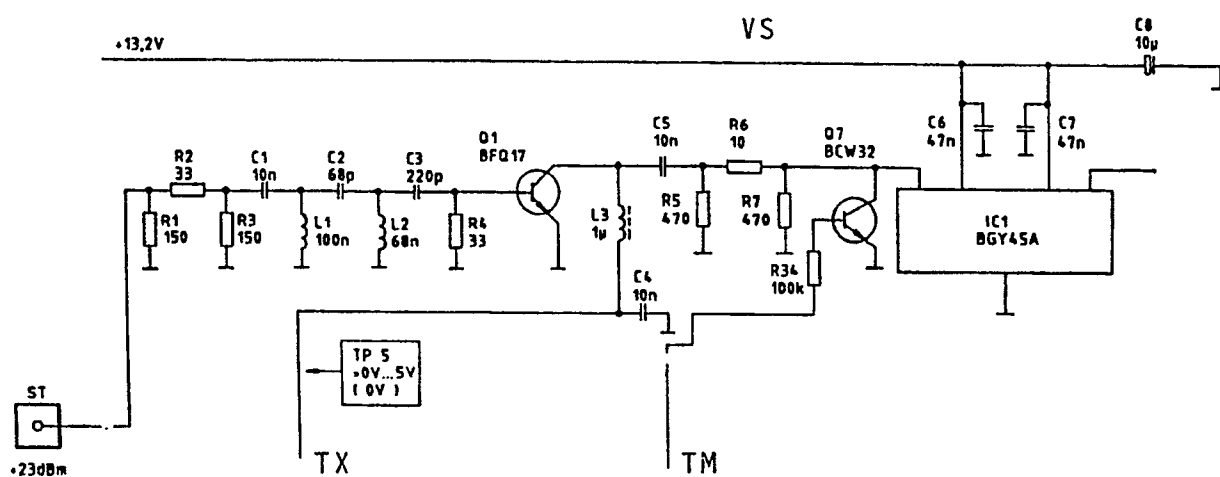 VS
+13,2V
C8
10µ
C6
47n
C7
47n
Q1
BFQ17
C5
10n
R6
10
Q7
BCW32
R2
33
C1
10n
C2
68p
C3
220p
R1
150
R3
150
L1
100n
L2
68n
R4
33
L3
1µ
R5
470
R7
470
IC1
BGY45A
R34
100k
C4
10n
TP 5
>0V...5V
( 0V )
ST
+23dBm
TX
TM